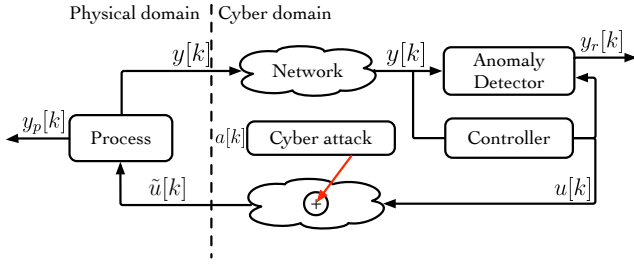 Physical domain
Cyber domain
y[k]
y[k]
y_r[k]
Network
Anomaly
Detector
y_p[k]
Process
a[k]
Cyber attack
Controller
ũ[k]
+
u[k]